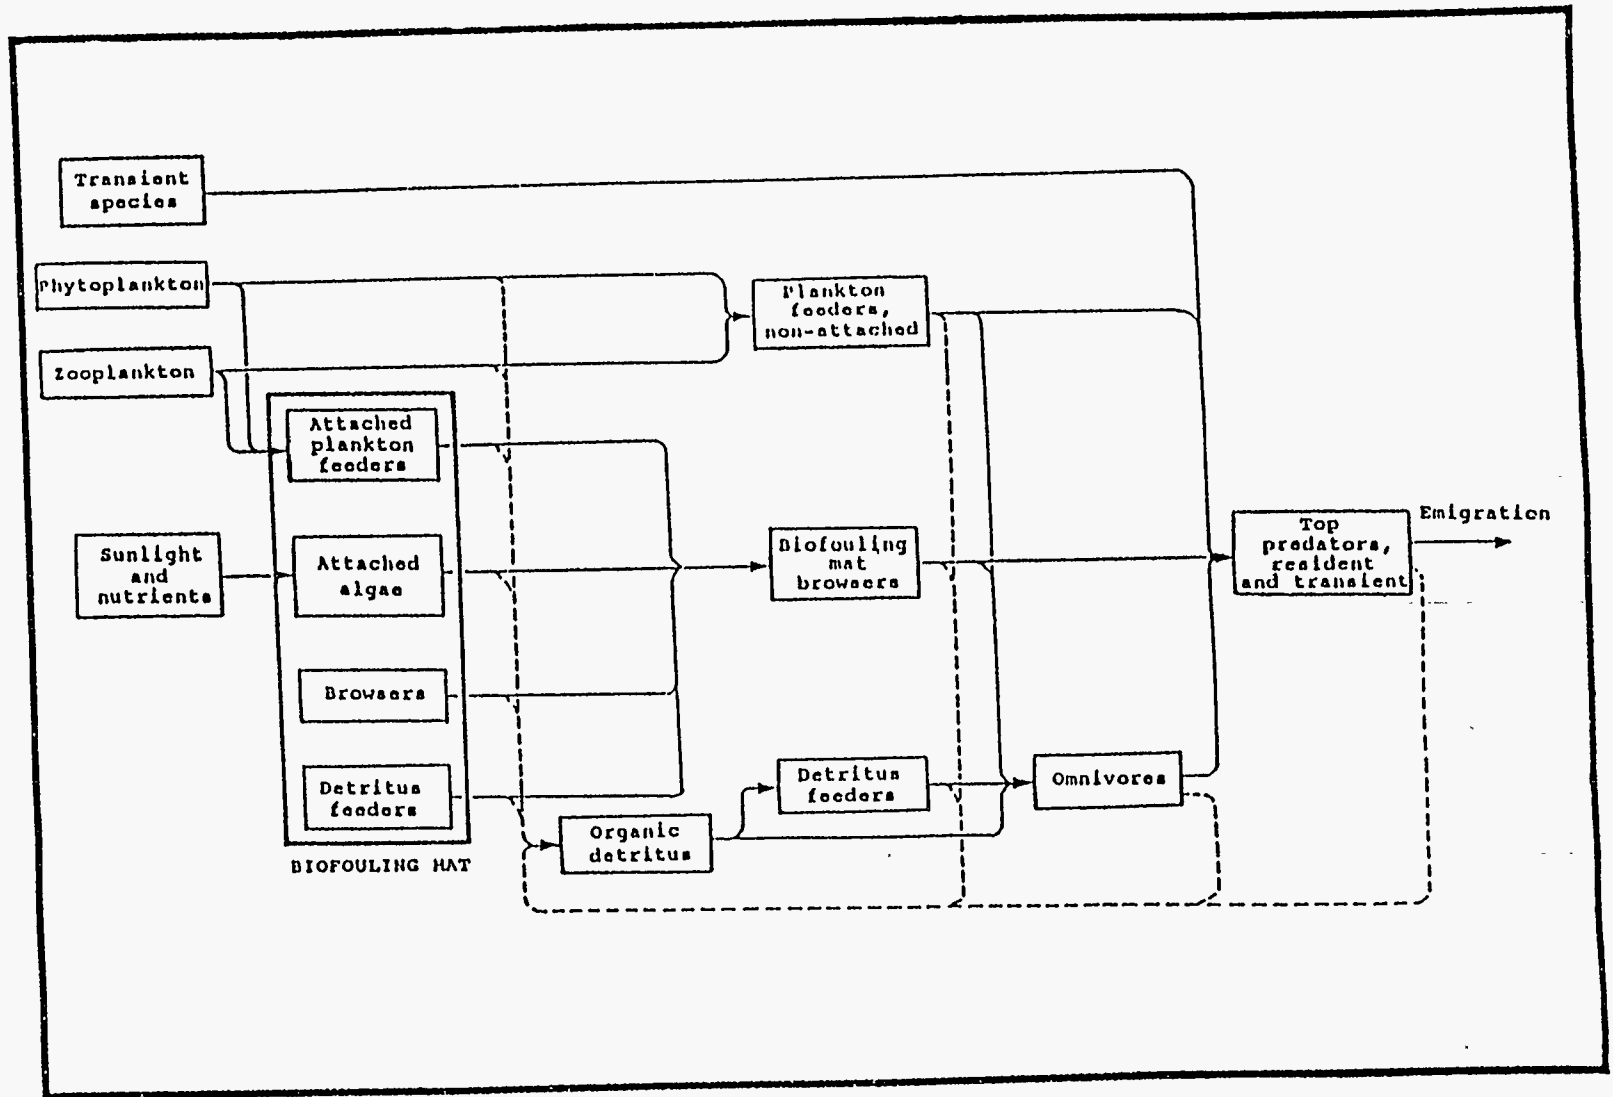 Transient
species
Phytoplankton
Zooplankton
Plankton
feeders,
non-attached
Attached
plankton
feeders
Sunlight
and
nutrients
Attached
algae
Biofouling
mat
browsers
Top
predators,
resident
and transient
Emigration
Browsers
Detritus
feeders
Detritus
feeders
Omnivores
Organic
detritus
BIOFOULING MAT